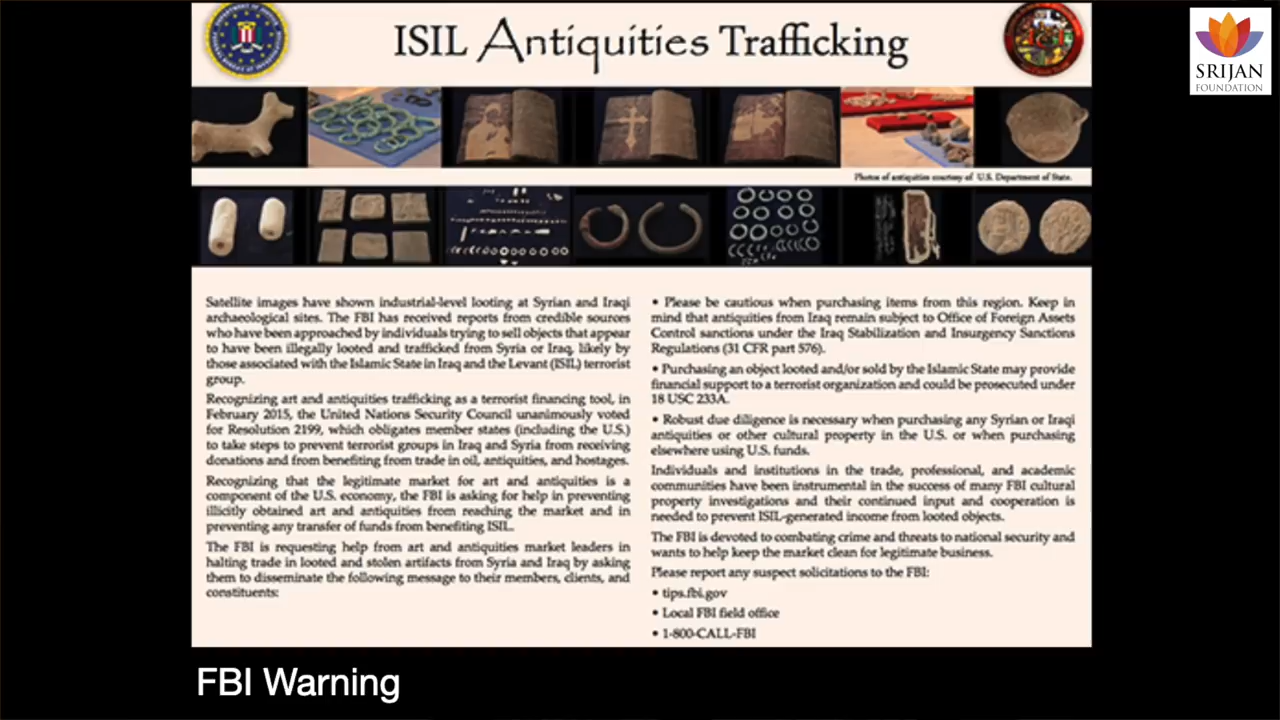 ISIL Antiquities Trafficking
SRIJAN
FOUNDATION
Photos of antiquities courtesy of U.S. Department of State.
Satellite images have shown industrial-level looting at Syrian and Iraqi
archaeological sites. The FBI has received reports from credible sources
who have been approached by individuals trying to sell objects that appear
to have been illegally looted and trafficked from Syria or Iraq, likely by
those associated with the Islamic State in Iraq and the Levant (ISIL) terrorist
group.
Recognizing art and antiquities trafficking as a terrorist financing tool, in
February 2015, the United Nations Security Council unanimously voted
for Resolution 2199, which obligates member states (including the U.S.)
to take steps to prevent terrorist groups in Iraq and Syria from receiving
donations and from benefiting from trade in oil, antiquities, and hostages.
Recognizing that the legitimate market for art and antiquities is a
component of the U.S. economy, the FBI is asking for help in preventing
illicitly obtained art and antiquities from reaching the market and in
preventing any transfer of funds from benefiting ISIL.
The FBI is requesting help from art and antiquities market leaders in
halting trade in looted and stolen artifacts from Syria and Iraq by asking
them to disseminate the following message to their members, clients, and
constituents:
• Please be cautious when purchasing items from this region. Keep in
mind that antiquities from Iraq remain subject to Office of Foreign Assets
Control sanctions under the Iraq Stabilization and Insurgency Sanctions
Regulations (31 CFR part 576).
• Purchasing an object looted and/or sold by the Islamic State may provide
financial support to a terrorist organization and could be prosecuted under
18 USC 233A.
• Robust due diligence is necessary when purchasing any Syrian or Iraqi
antiquities or other cultural property in the U.S. or when purchasing
elsewhere using U.S. funds.
Individuals and institutions in the trade, professional, and academic
communities have been instrumental in the success of many FBI cultural
property investigations and their continued input and cooperation is
needed to prevent ISIL-generated income from looted objects.
The FBI is devoted to combating crime and threats to national security and
wants to help keep the market clean for legitimate business.
Please report any suspect solicitations to the FBI:
• tips.fbi.gov
• Local FBI field office
• 1-800-CALL-FBI
FBI Warning